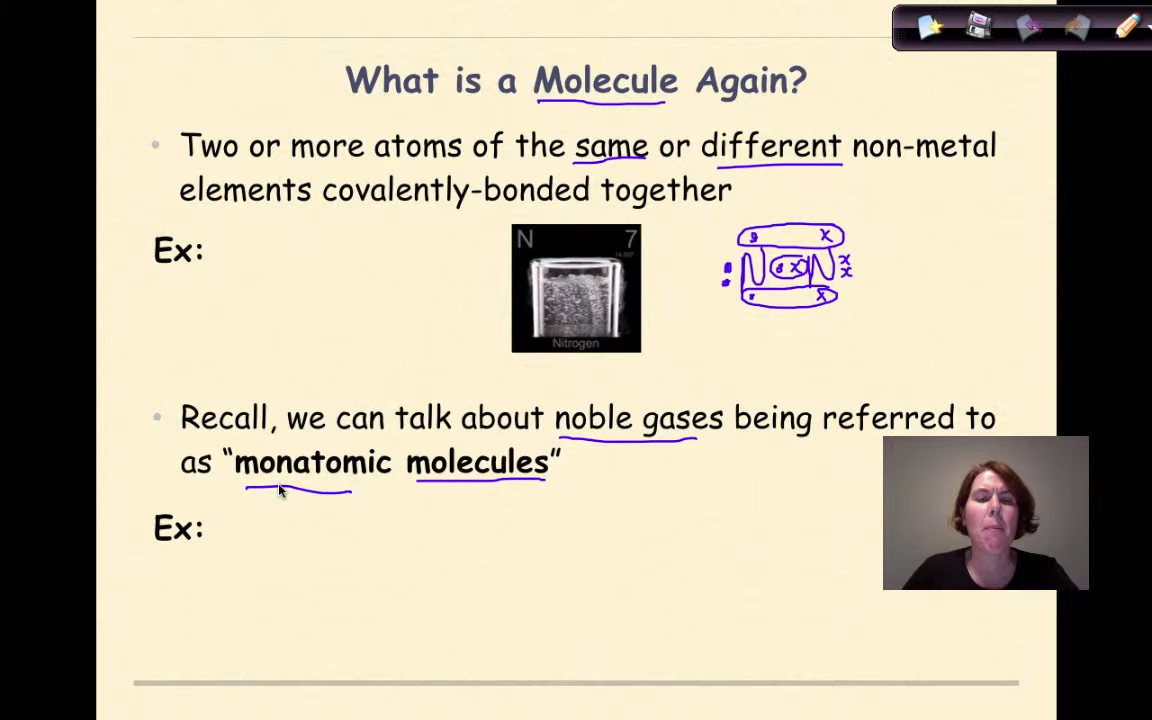 What is a Molecule Again?
• Two or more atoms of the same or different non-metal
elements covalently-bonded together
Ex:
N 7
Nitrogen
N N
x x x x x
• Recall, we can talk about noble gases being referred to
as “monatomic molecules”
Ex: